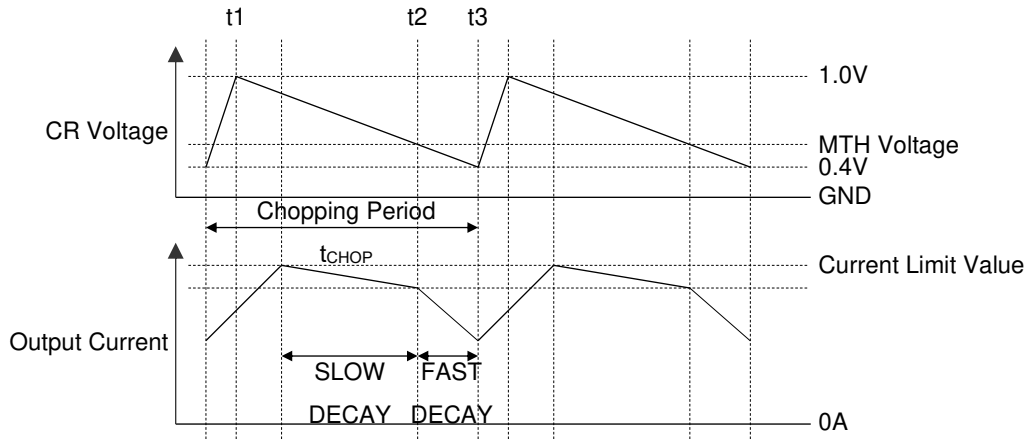 t1 t2 t3
1.0V
CR Voltage
MTH Voltage
0.4V
GND
Chopping Period
tCHOP
Current Limit Value
Output Current
SLOW FAST
DECAY DECAY
0A